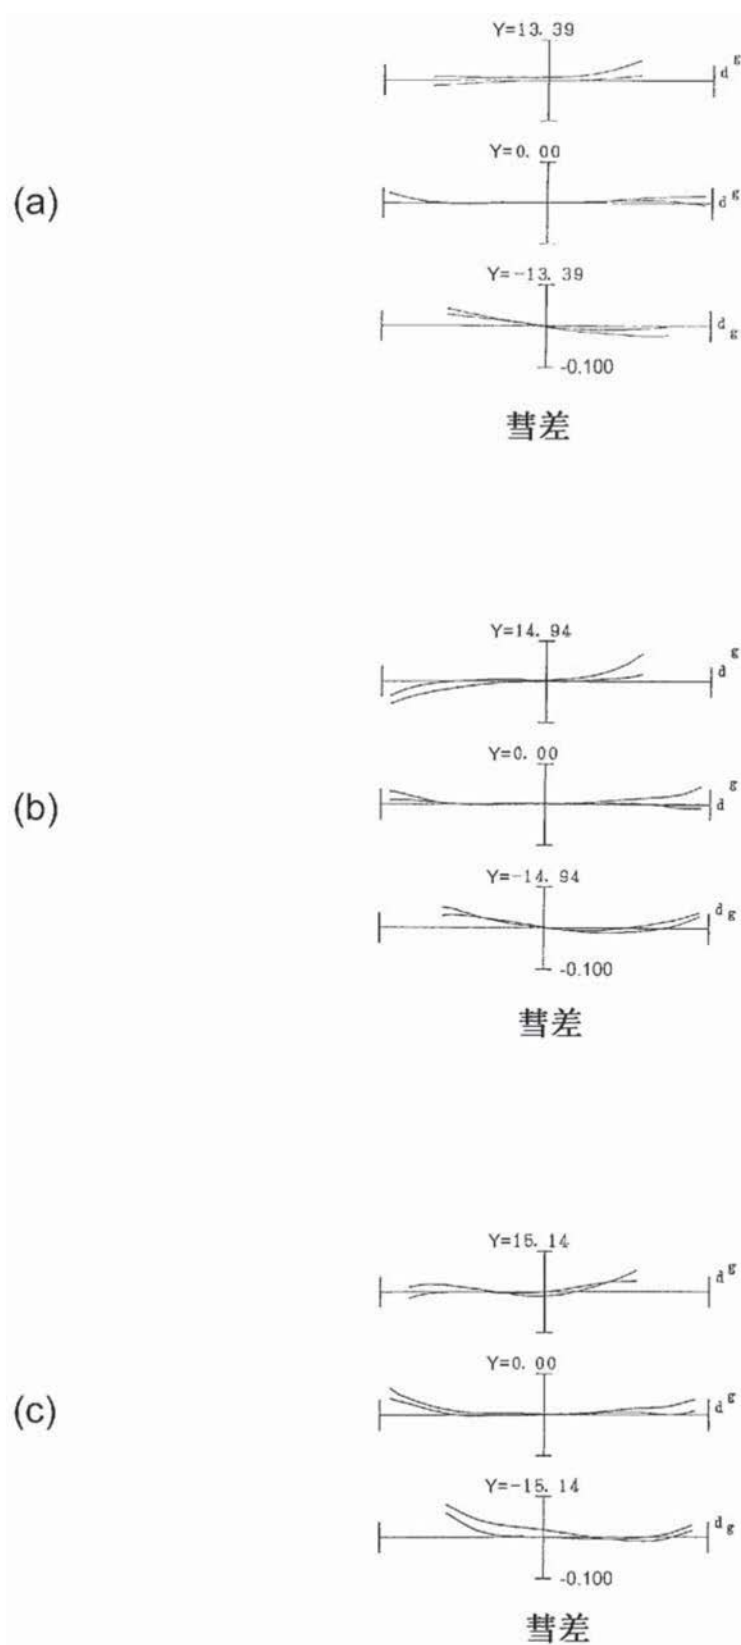 Y=13.39
d g
(a)
Y=0.00
d g
Y=-13.39
d g
-0.100
彗差
Y=14.94
d g
(b)
Y=0.00
d g
Y=-14.94
d g
-0.100
彗差
Y=15.14
d g
(c)
Y=0.00
d g
Y=-15.14
d g
-0.100
彗差